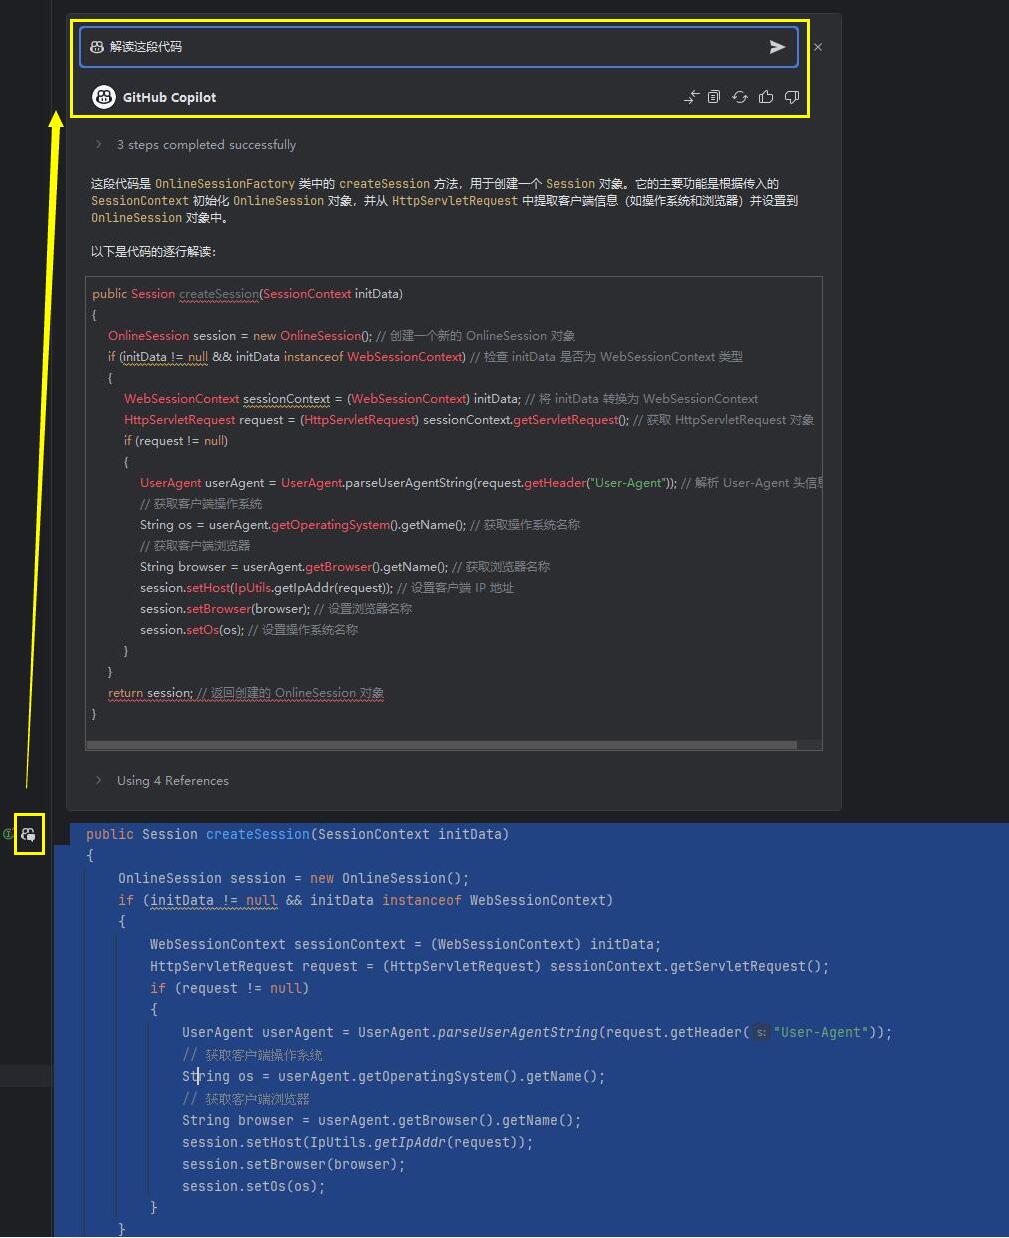 解读这段代码
GitHub Copilot
3 steps completed successfully
这段代码是 OnlineSessionFactory 类中的 createSession 方法，用于创建一个 Session 对象。它的主要功能是根据传入的
SessionContext 初始化 OnlineSession 对象，并从 HttpServletRequest 中提取客户端信息（如操作系统和浏览器）并设置到
OnlineSession 对象中。
以下是代码的逐行解读：
public Session createSession(SessionContext initData)
{
OnlineSession session = new OnlineSession(); // 创建一个新的 OnlineSession 对象
if (initData != null && initData instanceof WebSessionContext) // 检查 initData 是否为 WebSessionContext 类型
{
WebSessionContext sessionContext = (WebSessionContext) initData; // 将 initData 转换为 WebSessionContext
HttpServletRequest request = (HttpServletRequest) sessionContext.getServletRequest(); // 获取 HttpServletRequest 对象
if (request != null)
{
UserAgent userAgent = UserAgent.parseUserAgentString(request.getHeader("User-Agent")); // 解析 User-Agent 头信
// 获取客户端操作系统
String os = userAgent.getOperatingSystem().getName(); // 获取操作系统名称
// 获取客户端浏览器
String browser = userAgent.getBrowser().getName(); // 获取浏览器名称
session.setHost(IpUtils.getIpAddr(request)); // 设置客户端 IP 地址
session.setBrowser(browser); // 设置浏览器名称
session.setOs(os); // 设置操作系统名称
}
}
return session; // 返回创建的 OnlineSession 对象
}
Using 4 References
public Session createSession(SessionContext initData)
{
OnlineSession session = new OnlineSession();
if (initData != null && initData instanceof WebSessionContext)
{
WebSessionContext sessionContext = (WebSessionContext) initData;
HttpServletRequest request = (HttpServletRequest) sessionContext.getServletRequest();
if (request != null)
{
UserAgent userAgent = UserAgent.parseUserAgentString(request.getHeader( s: "User-Agent"));
// 获取客户端操作系统
String os = userAgent.getOperatingSystem().getName();
// 获取客户端浏览器
String browser = userAgent.getBrowser().getName();
session.setHost(IpUtils.getIpAddr(request));
session.setBrowser(browser);
session.setOs(os);
}
}